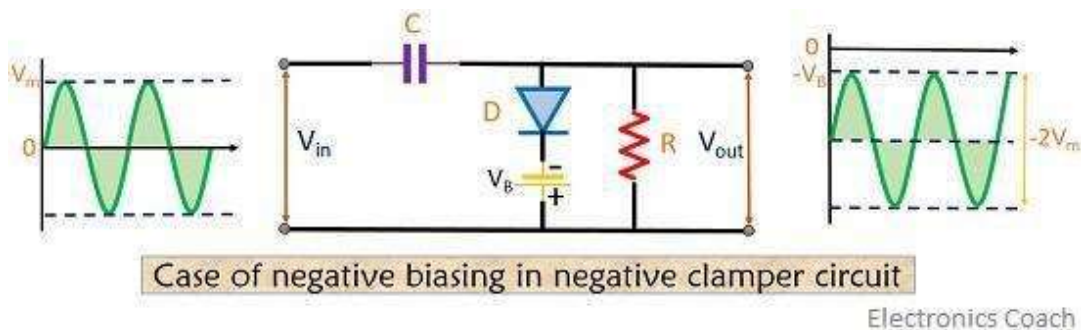 C
0
Vm
-VB
D
0
Vin
R
Vout
-2Vm
VB
-
+
Case of negative biasing in negative clamper circuit
Electronics Coach